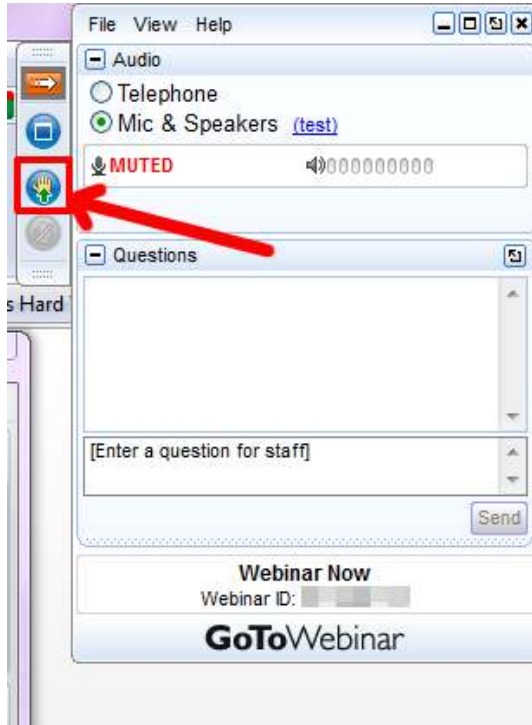 File View Help
Audio
Telephone
Mic & Speakers (test)
MUTED 000000000
Questions
s Hard
[Enter a question for staff]
Send
Webinar Now
Webinar ID:
GoToWebinar